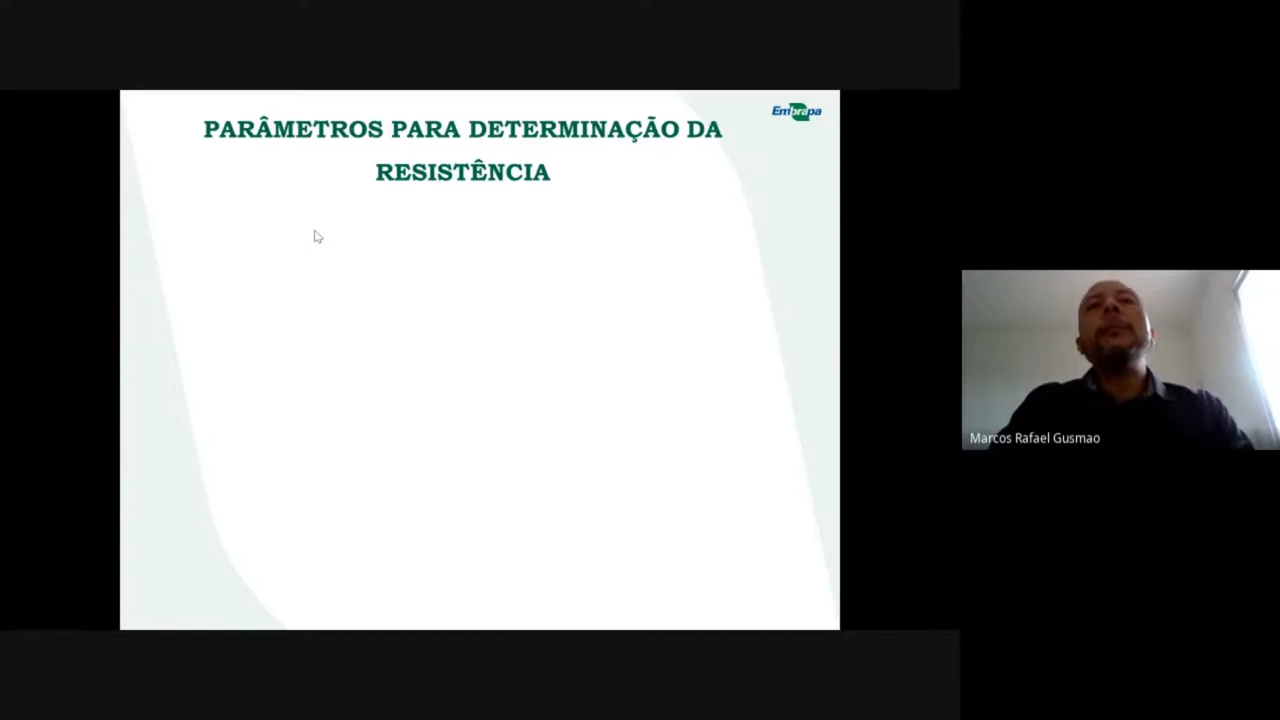 Embrapa
PARÂMETROS PARA DETERMINAÇÃO DA
RESISTÊNCIA
Marcos Rafael Gusmao